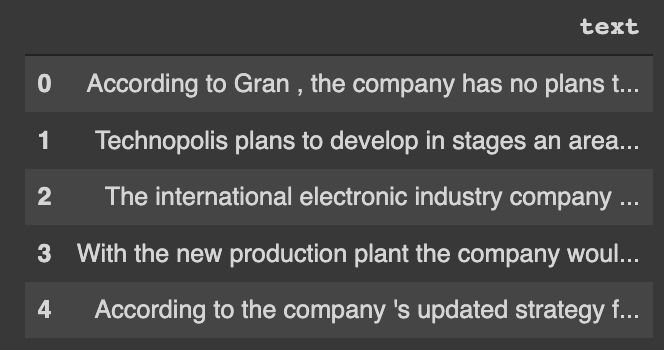 text
0 According to Gran , the company has no plans t...
1 Technopolis plans to develop in stages an area...
2 The international electronic industry company ...
3 With the new production plant the company woul...
4 According to the company 's updated strategy f...